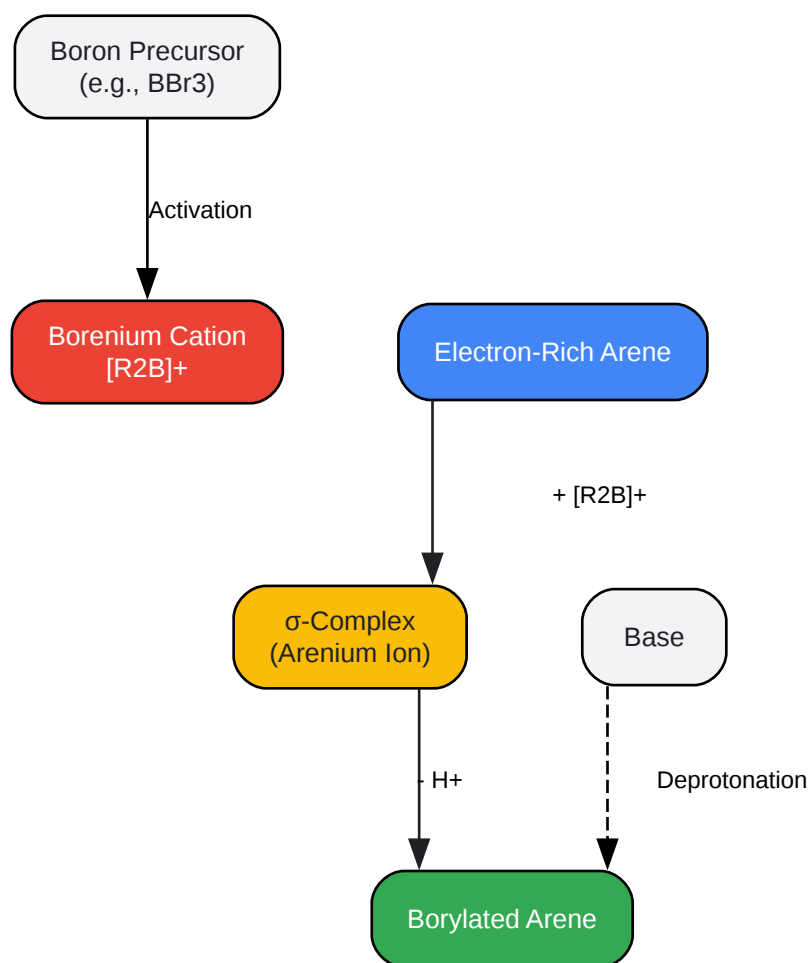 Boron Precursor
(e.g., BBr3)
Activation
Borenium Cation
[R2B]+
Electron-Rich Arene
+ [R2B]+
σ-Complex
(Arenium Ion)
Base
- H+
Deprotonation
Borylated Arene